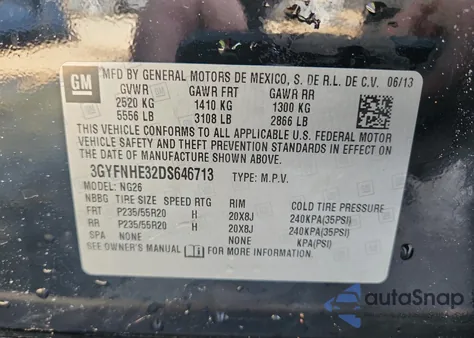 GM
MFD BY GENERAL MOTORS DE MEXICO, S. DE R.L. DE C.V. 06/13
GVWR GAWR FRT GAWR RR
2520 KG 1410 KG 1300 KG
5556 LB 3108 LB 2866 LB
THIS VEHICLE CONFORMS TO ALL APPLICABLE U.S. FEDERAL MOTOR
VEHICLE SAFETY, BUMPER, AND THEFT PREVENTION STANDARDS
IN EFFECT ON THE DATE OF MANUFACTURE SHOWN ABOVE.
3GYFNHE32DS646713 TYPE: M.P.V.
MODEL: NG26
NBBG TIRE SIZE SPEED RTG RIM COLD TIRE PRESSURE
FRT P235/55R20 H 20X8J 240KPA(35PSI)
RR P235/55R20 H 20X8J 240KPA(35PSI)
SPA NONE NONE KPA(PSI)
SEE OWNER'S MANUAL FOR ADDITIONAL INFORMATION.
autoSnap